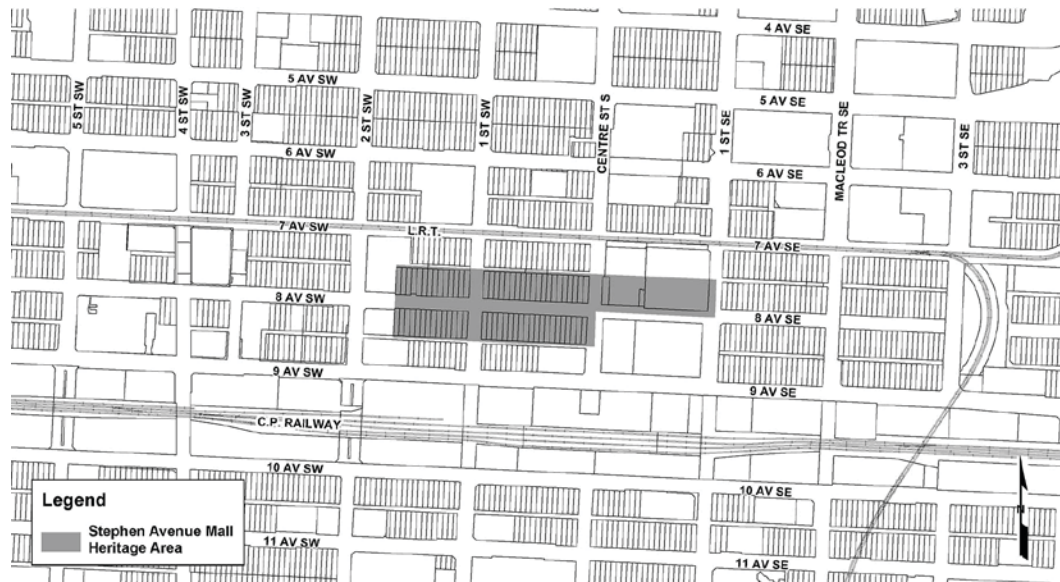 4 AV SE
5 AV SW
5 AV SE
5 ST SW
4 ST SW
3 ST SW
2 ST SW
1 ST SW
CENTRE ST S
1 ST SE
MACLEOD TR SE
3 ST SE
6 AV SW
6 AV SE
7 AV SW
L.R.T.
7 AV SE
8 AV SW
8 AV SE
9 AV SW
9 AV SE
C.P. RAILWAY
10 AV SW
10 AV SE
Legend
Stephen Avenue Mall
Heritage Area
11 AV SW
11 AV SE